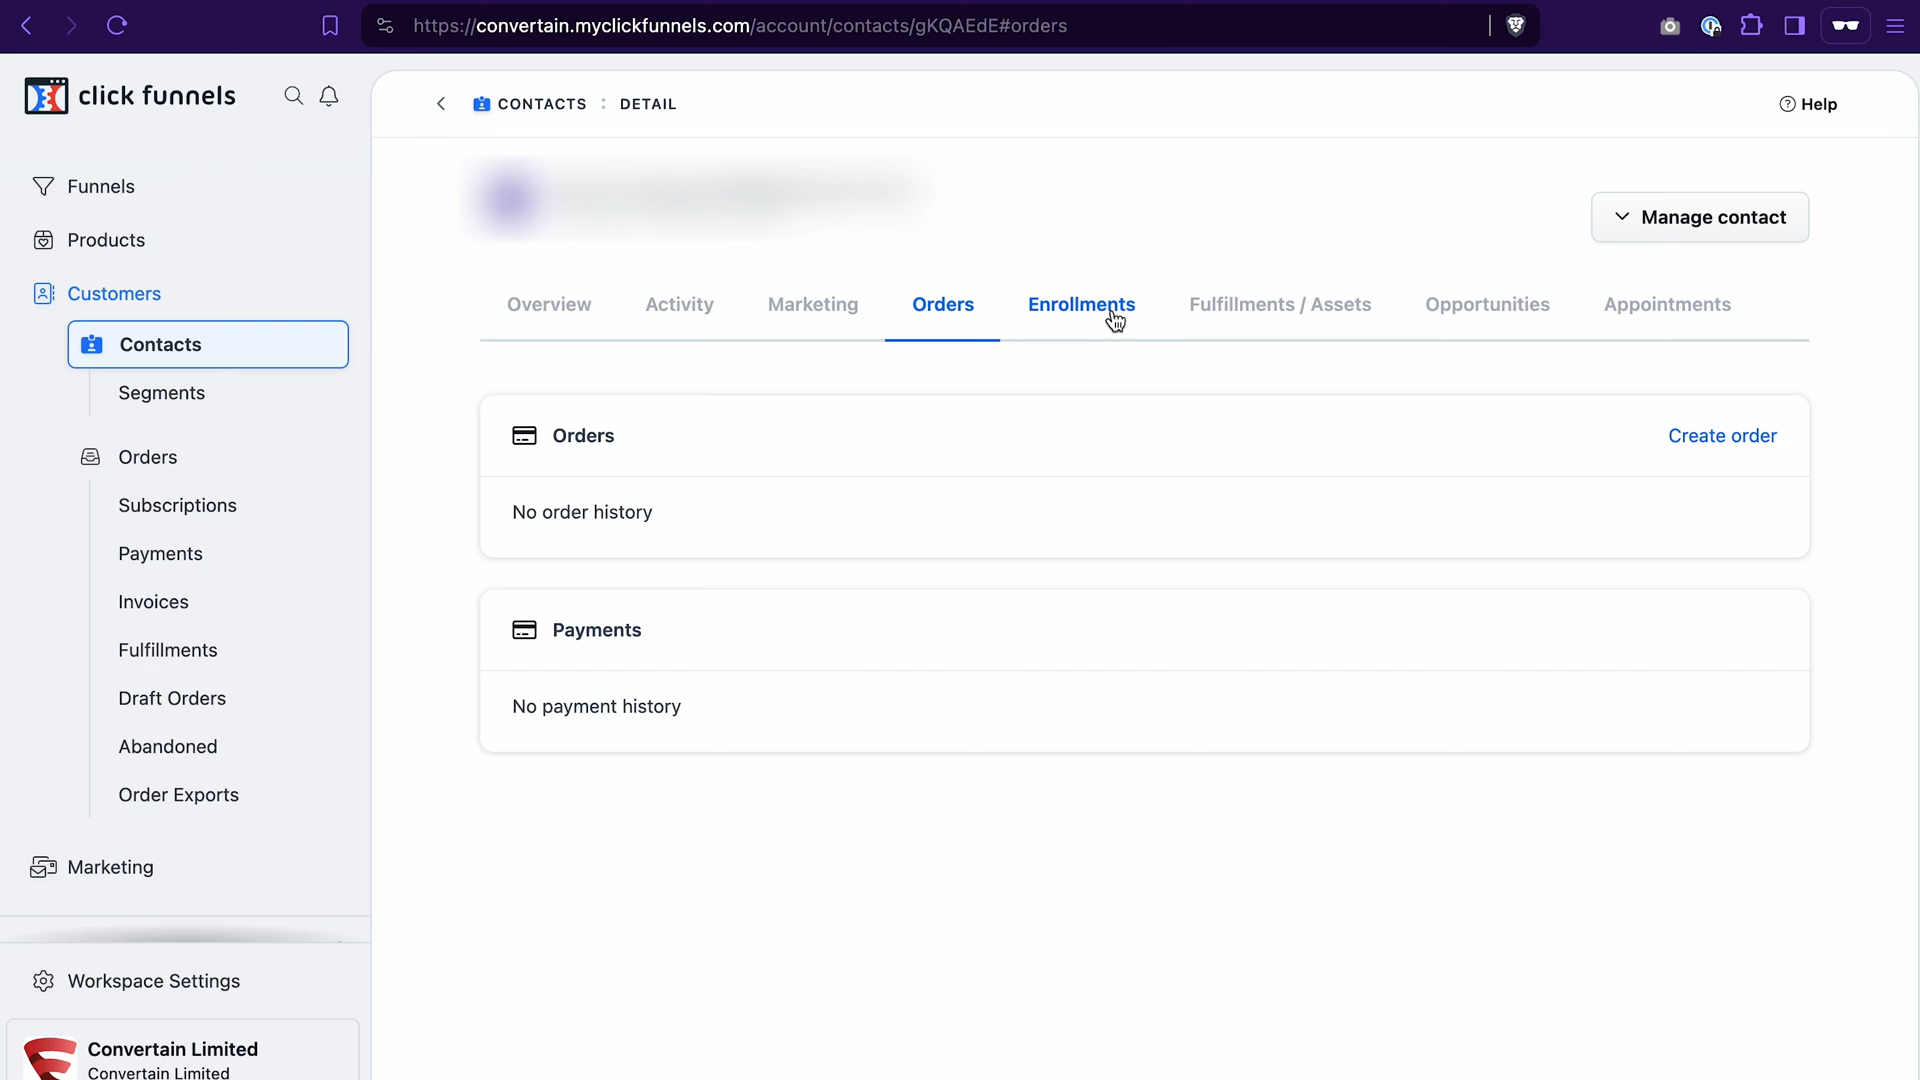 https://convertain.myclickfunnels.com/account/contacts/gKQAEdE#orders
click funnels
CONTACTS : DETAIL
Help
Funnels
Products
Customers
Contacts
Segments
Orders
Subscriptions
Payments
Invoices
Fulfillments
Draft Orders
Abandoned
Order Exports
Marketing
Workspace Settings
Convertain Limited
Convertain Limited
Manage contact
Overview Activity Marketing Orders Enrollments Fulfillments / Assets Opportunities Appointments
Orders
Create order
No order history
Payments
No payment history